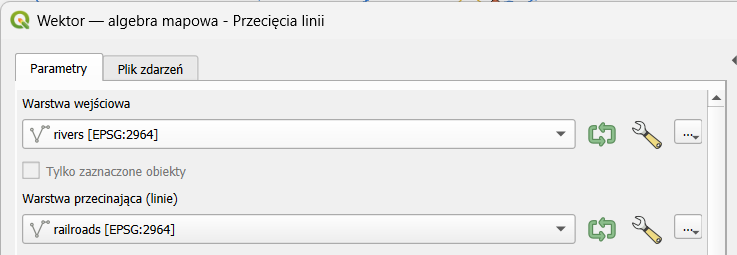 Wektor — algebra mapowa - Przecięcia linii
Parametry
Plik zdarzeń
Warstwa wejściowa
rivers [EPSG:2964]
...
Tylko zaznaczone obiekty
Warstwa przecinająca (linie)
railroads [EPSG:2964]
...